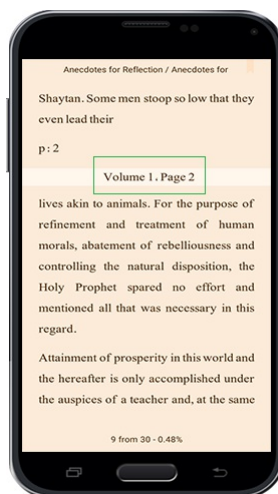 Anecdotes for Reflection / Anecdotes for
Shaytan. Some men stoop so low that they
even lead their
p : 2
Volume 1 . Page 2
lives akin to animals. For the purpose of
refinement and treatment of human
morals, abatement of rebelliousness and
controlling the natural disposition, the
Holy Prophet spared no effort and
mentioned all that was necessary in this
regard.
Attainment of prosperity in this world and
the hereafter is only accomplished under
the auspices of a teacher and, at the same
9 from 30 - 0.48%